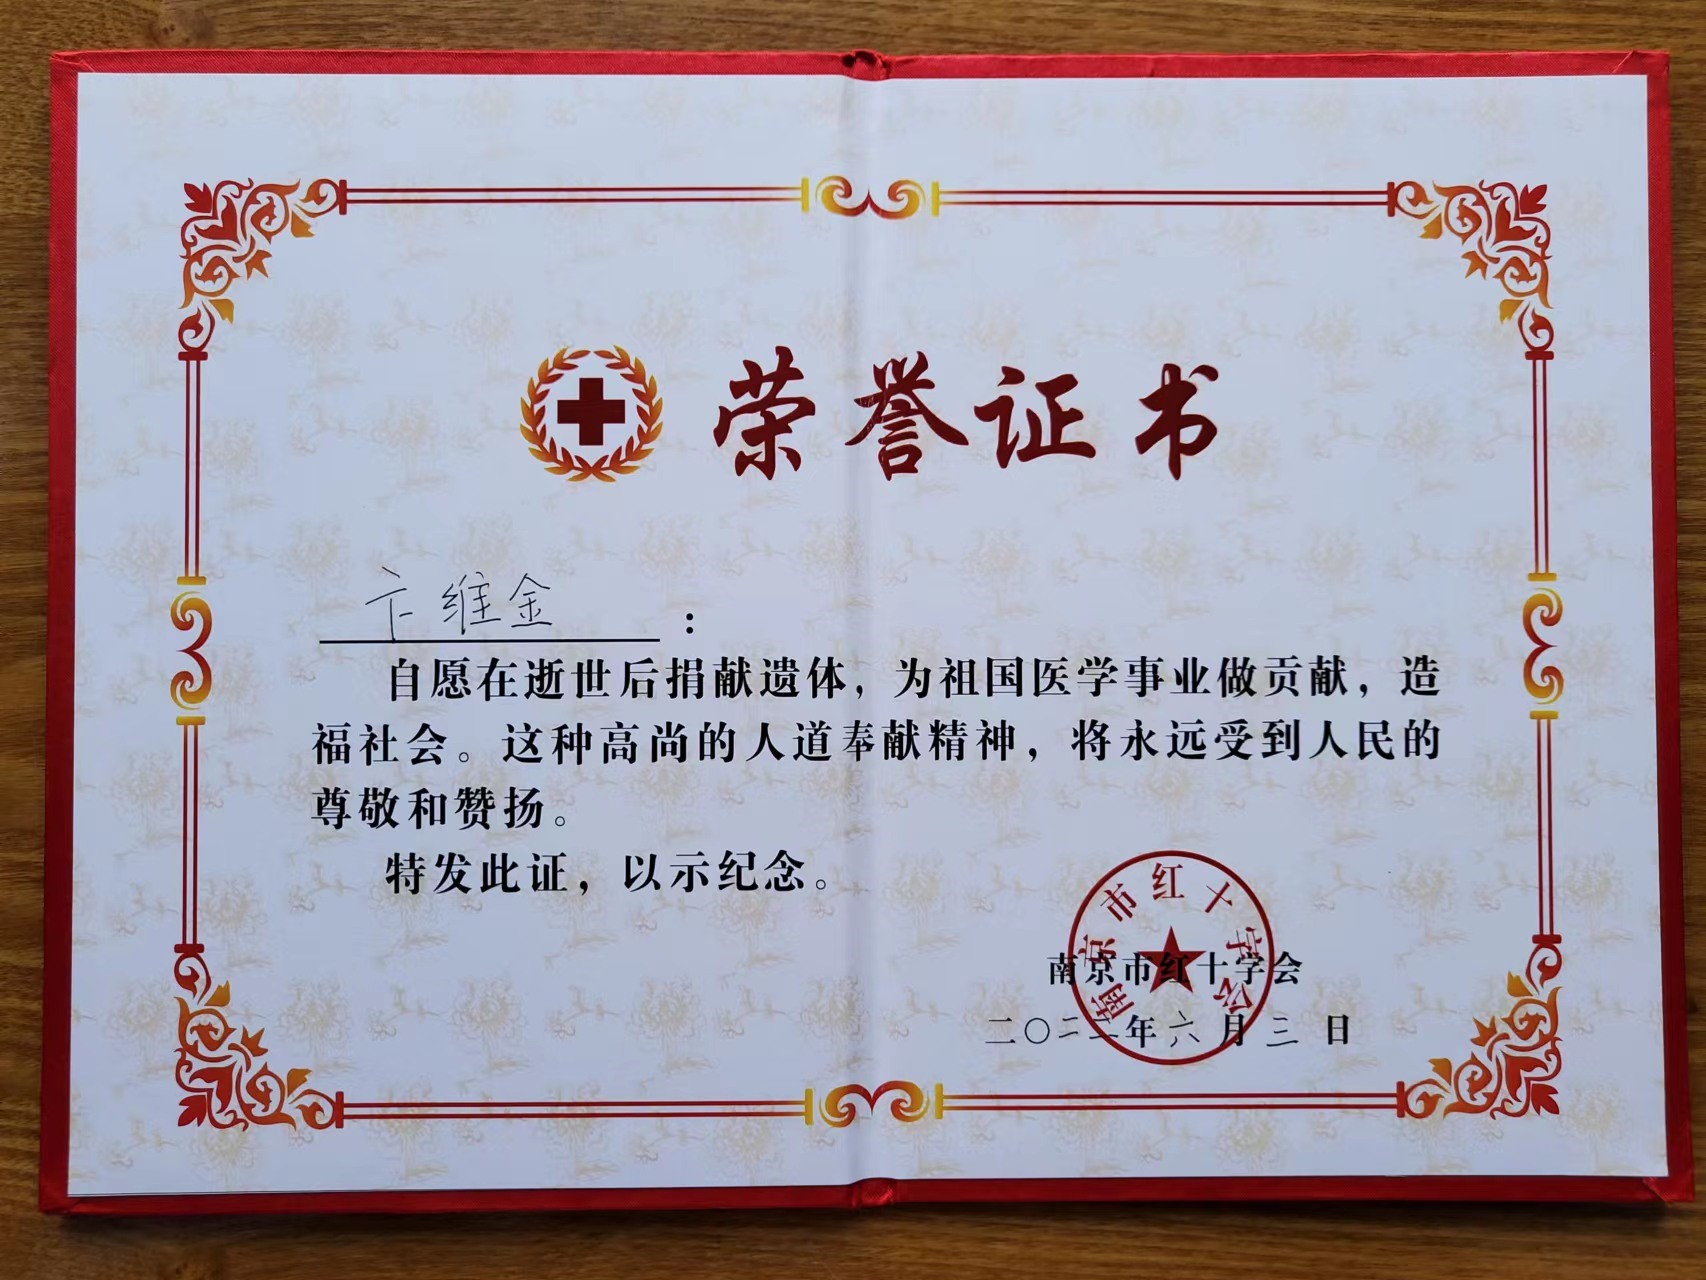 荣誉证书
卞维金：
自愿在逝世后捐献遗体，为祖国医学事业做贡献，造
福社会。这种高尚的人道奉献精神，将永远受到人民的
尊敬和赞扬。
特发此证，以示纪念。
南京市红十字会
南京市红十字会
二〇二二年六月三日